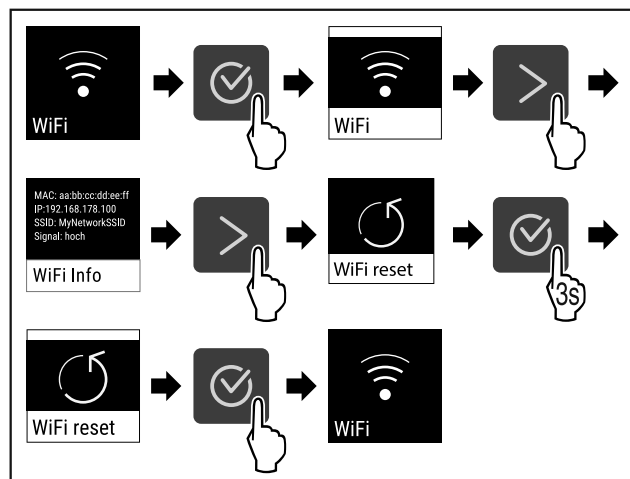 WiFi
WiFi
MAC: aa:bb:cc:dd:ee:ff
IP:192.168.178.100
SSID: MyNetworkSSID
Signal: hoch
WiFi Info
WiFi reset
3s
WiFi reset
WiFi